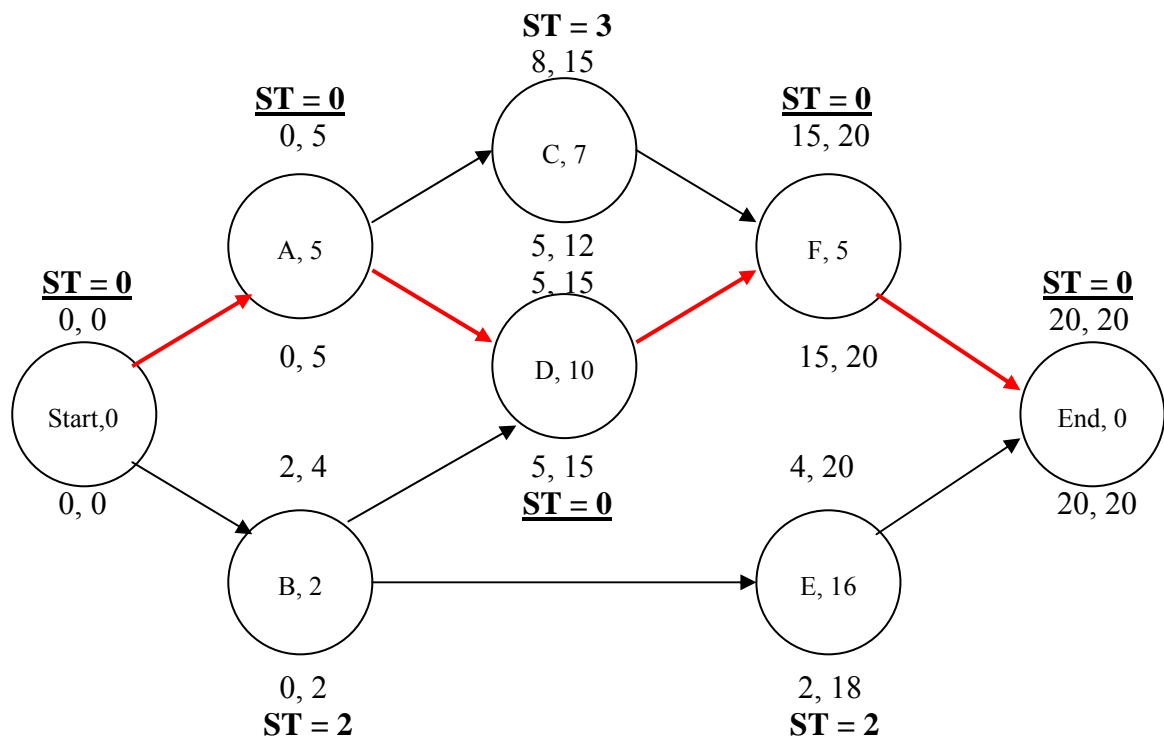 ST = 3
8, 15
ST = 0
0, 5
ST = 0
15, 20
C, 7
A, 5
5, 12
5, 15
F, 5
ST = 0
0, 0
ST = 0
20, 20
0, 5
D, 10
15, 20
Start,0
End, 0
2, 4
5, 15
ST = 0
4, 20
0, 0
20, 20
B, 2
E, 16
0, 2
ST = 2
2, 18
ST = 2